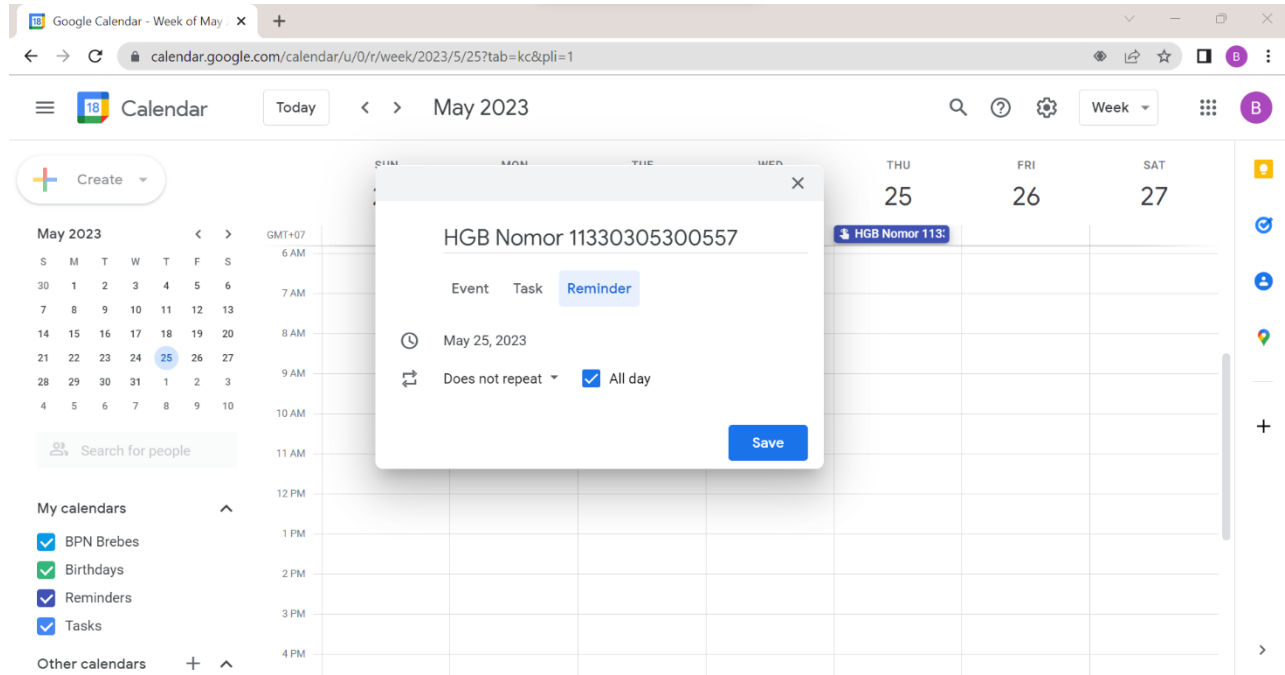 Google Calendar - Week of May
calendar.google.com/calendar/u/0/r/week/2023/5/25?tab=kc&pli=1
B
18 Calendar Today May 2023 Week B
Create
May 2023
S M T W T F S
30 1 2 3 4 5 6
7 8 9 10 11 12 13
14 15 16 17 18 19 20
21 22 23 24 25 26 27
28 29 30 31 1 2 3
4 5 6 7 8 9 10
Search for people
My calendars
BPN Brebes
Birthdays
Reminders
Tasks
Other calendars
SUN MON TUE WED THU FRI SAT
25 26 27
GMT+07
HGB Nomor 113
6 AM
7 AM
8 AM
9 AM
10 AM
11 AM
12 PM
1 PM
2 PM
3 PM
4 PM
HGB Nomor 11330305300557
Event Task Reminder
May 25, 2023
Does not repeat All day
Save